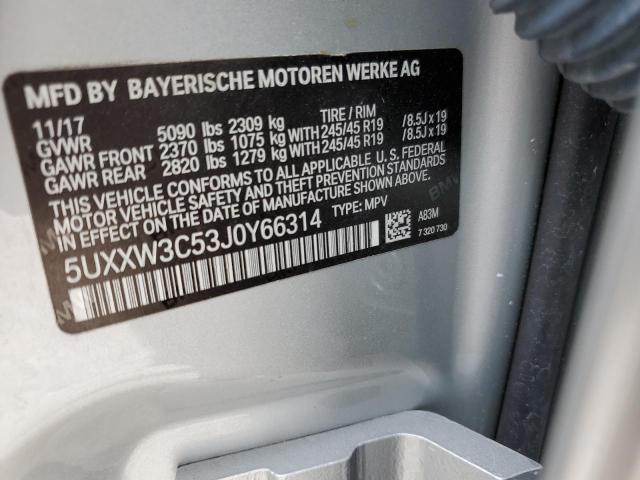 MFD BY BAYERISCHE MOTOREN WERKE AG
11/17 TIRE / RIM
GVWR 5090 lbs 2309 kg
GAWR FRONT 2370 lbs 1075 kg WITH 245/45 R19 /8.5J x 19
GAWR REAR 2820 lbs 1279 kg WITH 245/45 R19 /8.5J x 19
THIS VEHICLE CONFORMS TO ALL APPLICABLE U.S. FEDERAL
MOTOR VEHICLE SAFETY AND THEFT PREVENTION STANDARDS
IN EFFECT ON THE DATE OF MANUFACTURE SHOWN ABOVE.
5UXXW3C53J0Y66314 TYPE: MPV A83M
7 320 730
BMW